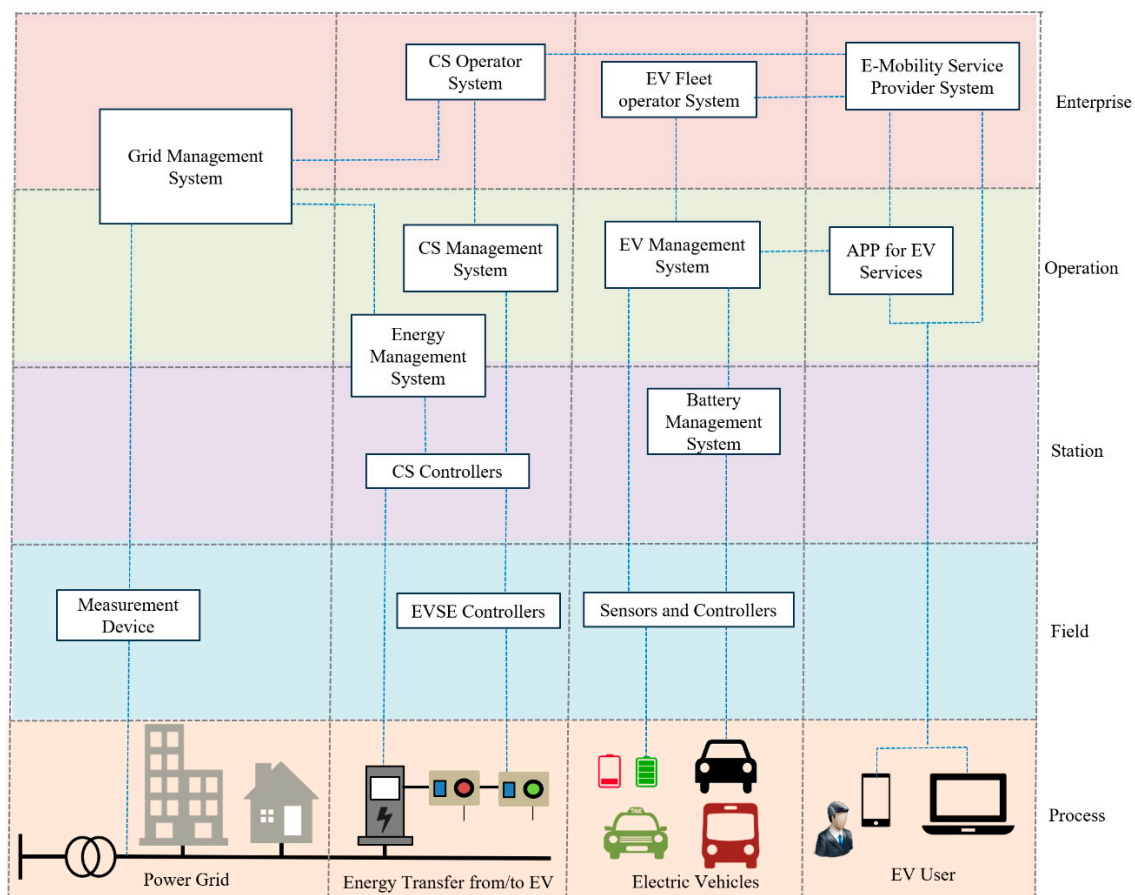 CS Operator
System
EV Fleet
operator System
E-Mobility Service
Provider System
Enterprise
Grid Management
System
CS Management
System
EV Management
System
APP for EV
Services
Operation
Energy
Management
System
Battery
Management
System
Station
CS Controllers
Measurement
Device
EVSE Controllers
Sensors and Controllers
Field
TAXI
Process
Power Grid
Energy Transfer from/to EV
Electric Vehicles
EV User